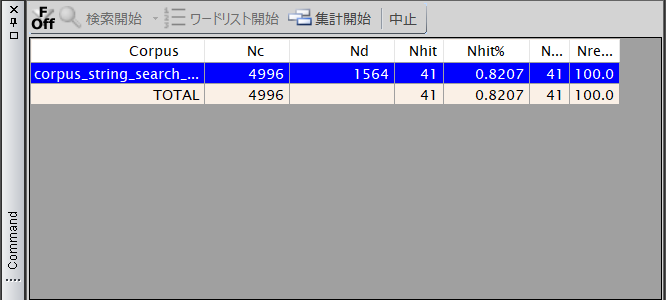 F
Off 検索開始 ワードリスト開始 集計開始 中止
Corpus Nc Nd Nhit Nhit% N... Nre...
corpus_string_search_... 4996 1564 41 0.8207 41 100.0
TOTAL 4996 41 0.8207 41 100.0
Command